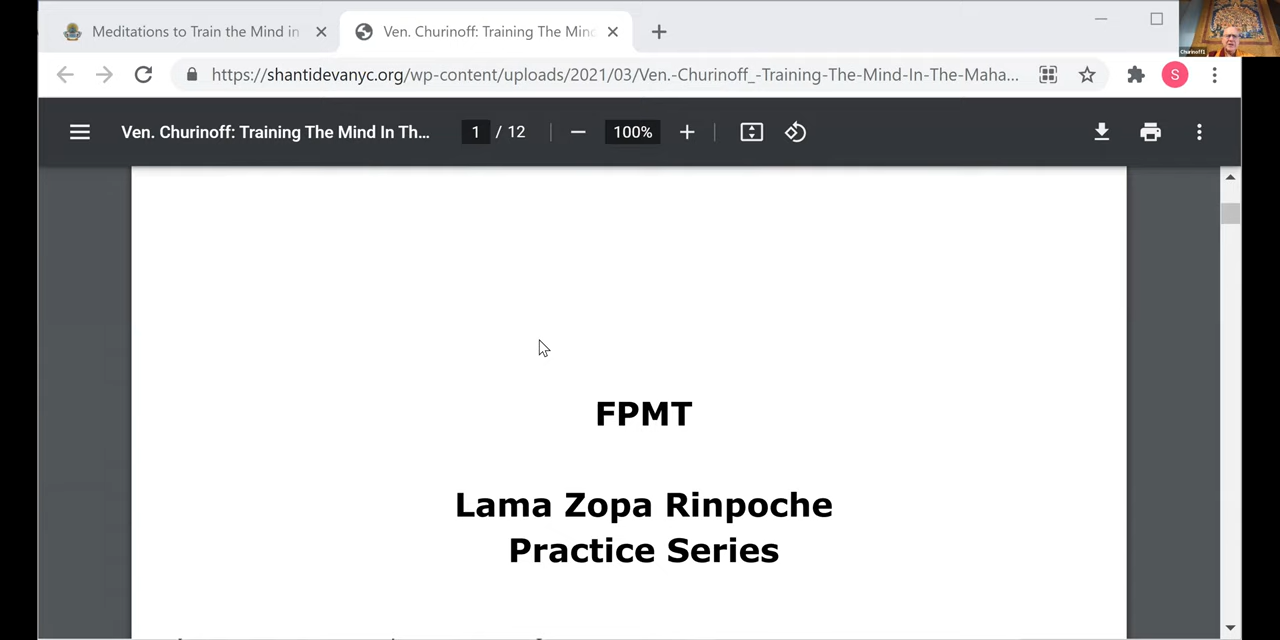 Meditations to Train the Mind in
Ven. Churinoff: Training The Minc
https://shantidevanyc.org/wp-content/uploads/2021/03/Ven.-Churinoff_-Training-The-Mind-In-The-Maha...
S
Churinoff1
Ven. Churinoff: Training The Mind In Th...
1 / 12
100%
FPMT
Lama Zopa Rinpoche
Practice Series